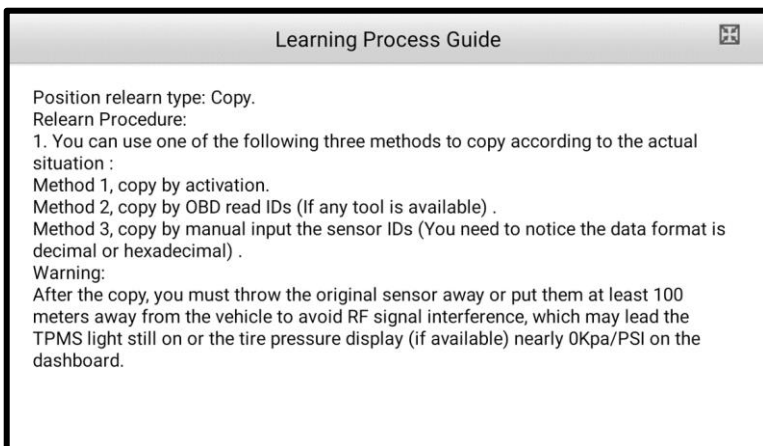 Learning Process Guide
Position relearn type: Copy.
Relearn Procedure:
1. You can use one of the following three methods to copy according to the actual
situation :
Method 1, copy by activation.
Method 2, copy by OBD read IDs (If any tool is available) .
Method 3, copy by manual input the sensor IDs (You need to notice the data format is
decimal or hexadecimal) .
Warning:
After the copy, you must throw the original sensor away or put them at least 100
meters away from the vehicle to avoid RF signal interference, which may lead the
TPMS light still on or the tire pressure display (if available) nearly 0Kpa/PSI on the
dashboard.